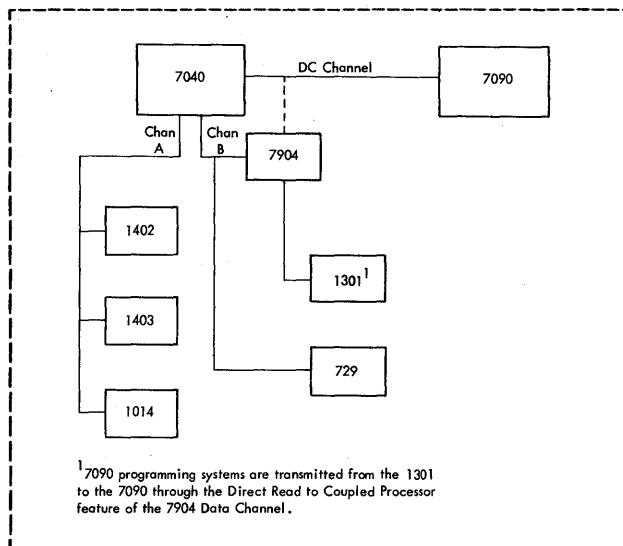 7040
DC Channel
7090
Chan
A
Chan
B
7904
1402
1301¹
1403
729
1014
¹7090 programming systems are transmitted from the 1301
to the 7090 through the Direct Read to Coupled Processor
feature of the 7904 Data Channel.